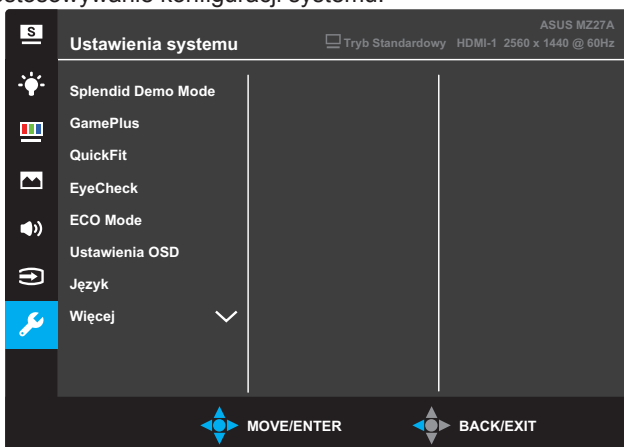 S
ASUS MZ27A
Ustawienia systemu
Tryb Standardowy HDMI-1 2560 x 1440 @ 60Hz
Splendid Demo Mode
GamePlus
QuickFit
EyeCheck
ECO Mode
Ustawienia OSD
Język
Więcej
MOVE/ENTER
BACK/EXIT